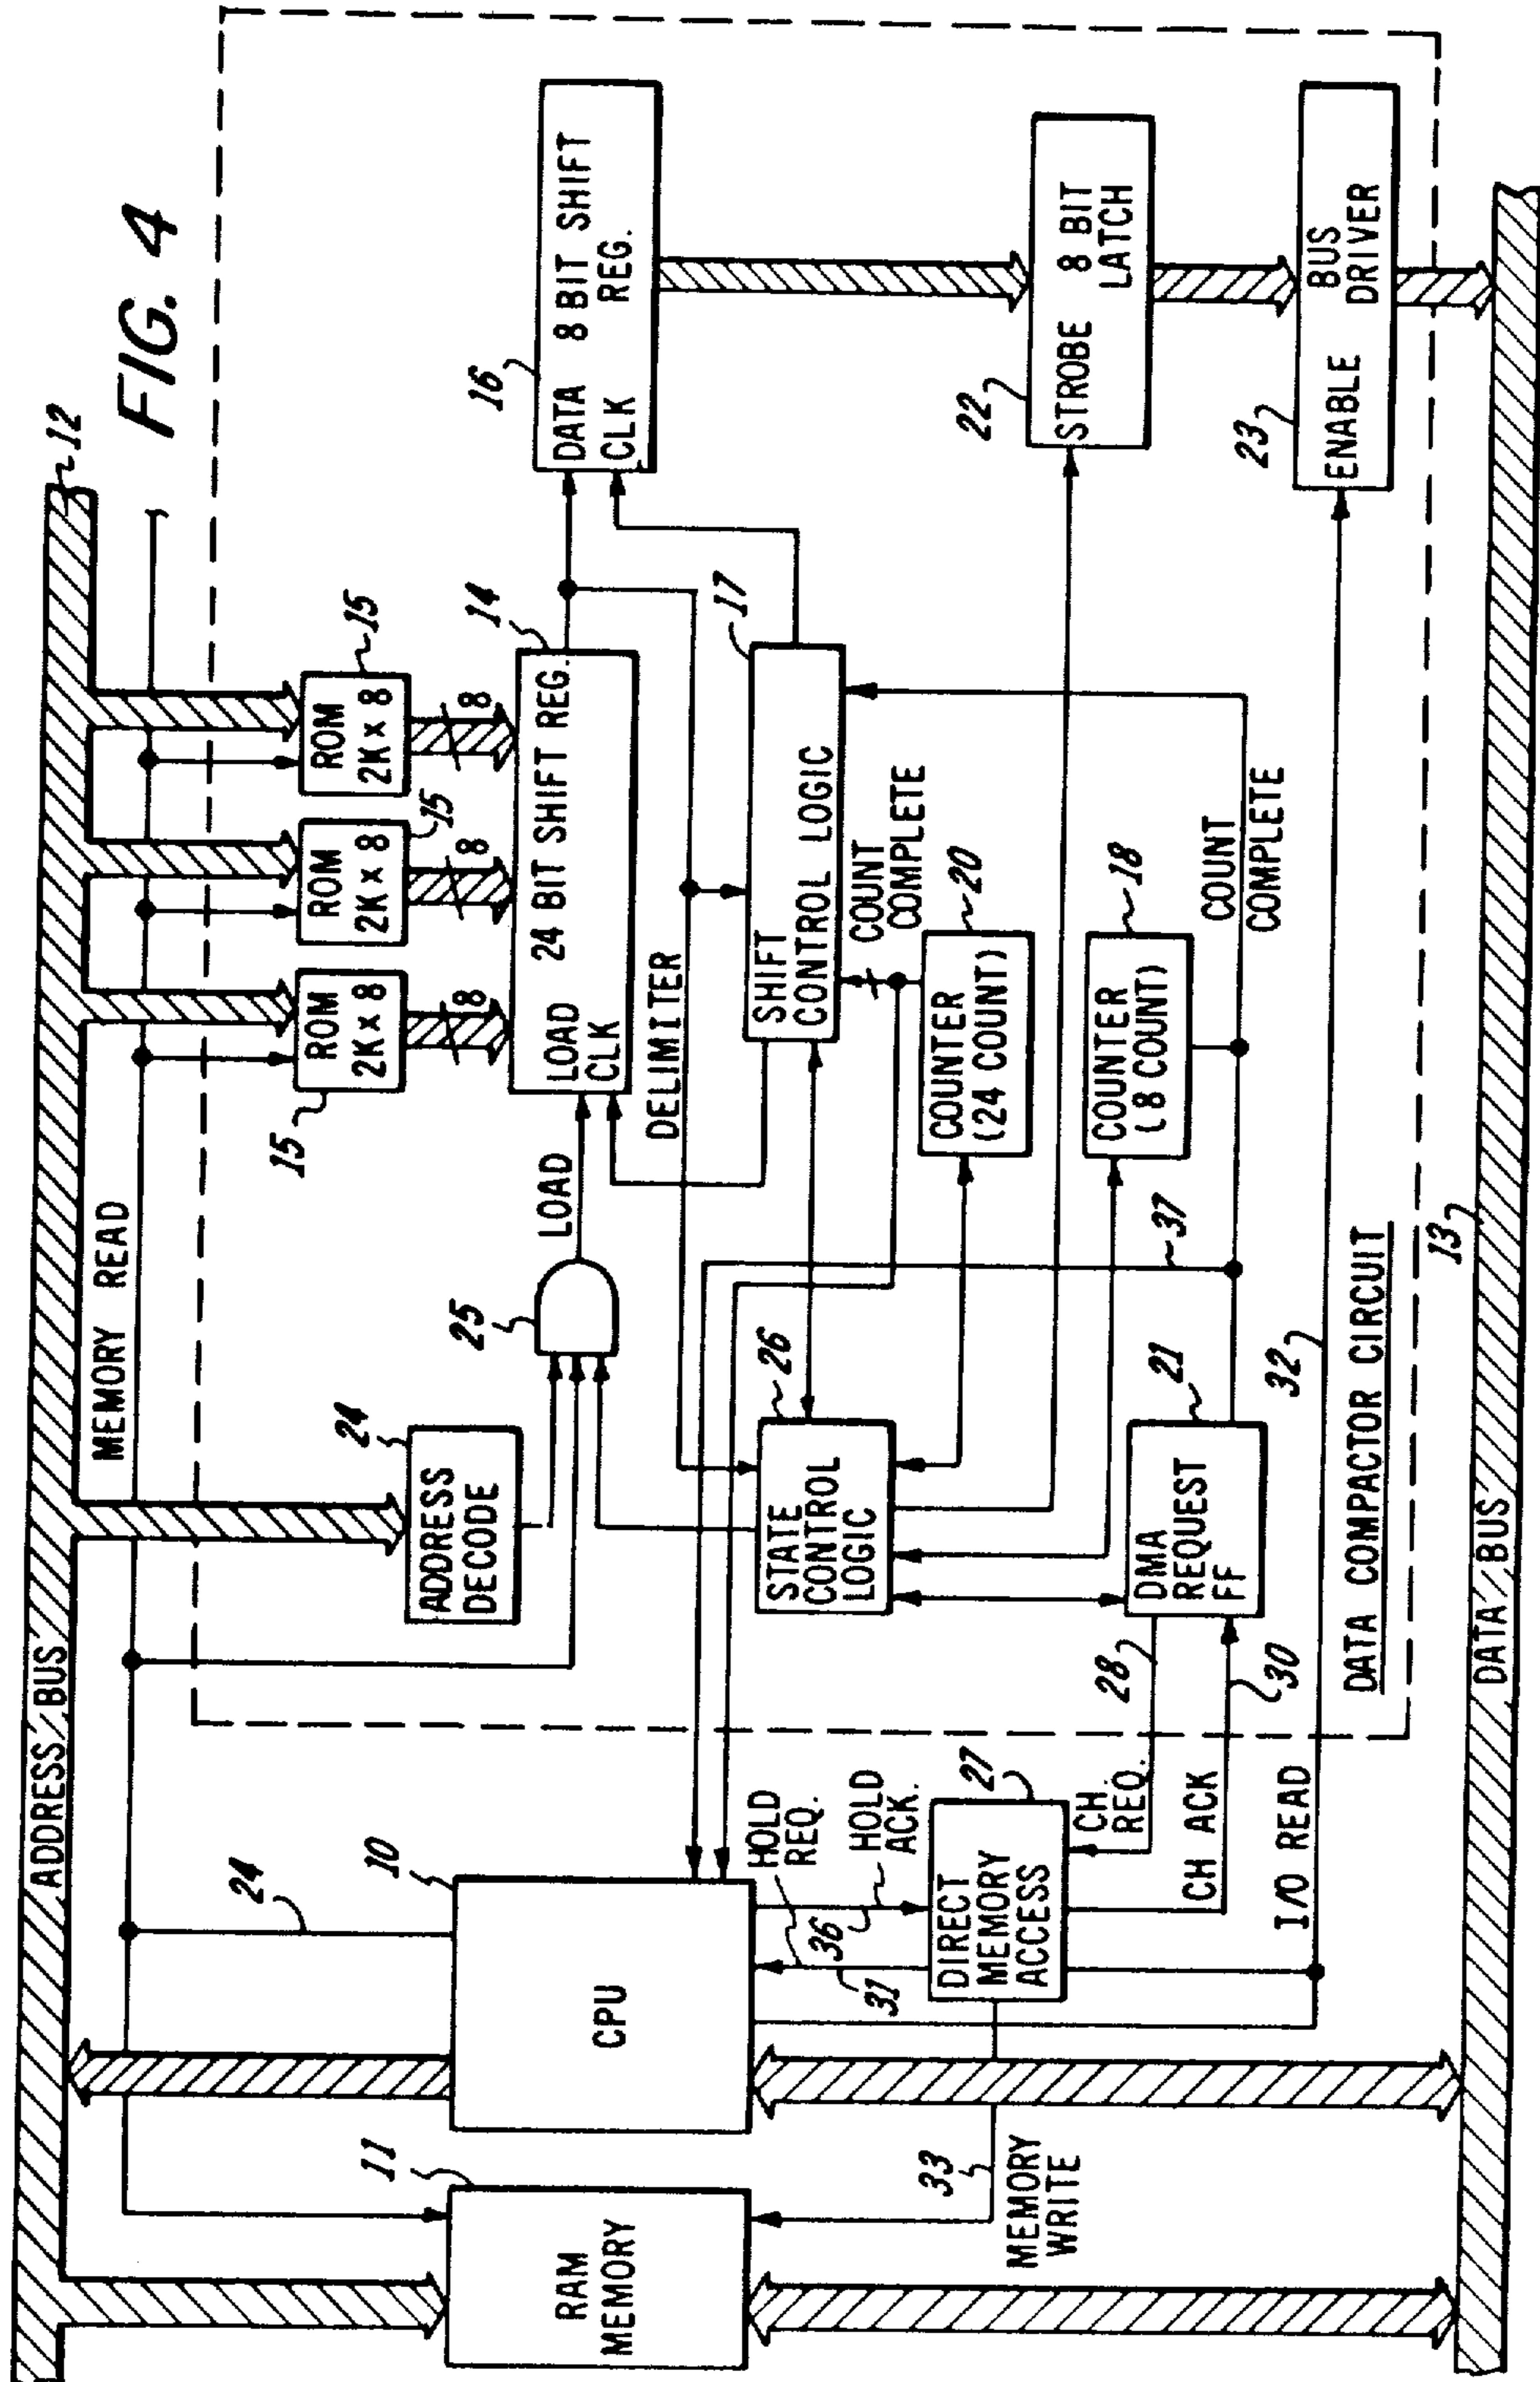 FIG. 4
ADDRESS BUS
12
MEMORY READ
24
10
CPU
11
RAM
MEMORY
33
MEMORY
WRITE
HOLD
REQ.
HOLD
ACK.
31
36
27
DIRECT
MEMORY
ACCESS
CH.
REQ.
28
CH ACK
30
I/O READ
32
24
ADDRESS
DECODE
25
LOAD
15
ROM
2K x 8
8
15
ROM
2K x 8
8
15
ROM
2K x 8
8
14
LOAD
CLK
24 BIT SHIFT REG.
16
DATA
CLK
8 BIT SHIFT
REG.
DELIMITER
17
SHIFT
CONTROL LOGIC
COUNT
COMPLETE
20
COUNTER
(24 COUNT)
18
COUNTER
(8 COUNT)
COUNT
COMPLETE
26
STATE
CONTROL
LOGIC
21
DMA
REQUEST
FF
37
22
STROBE
8 BIT
LATCH
23
ENABLE
BUS
DRIVER
DATA COMPACTOR CIRCUIT
13
DATA BUS